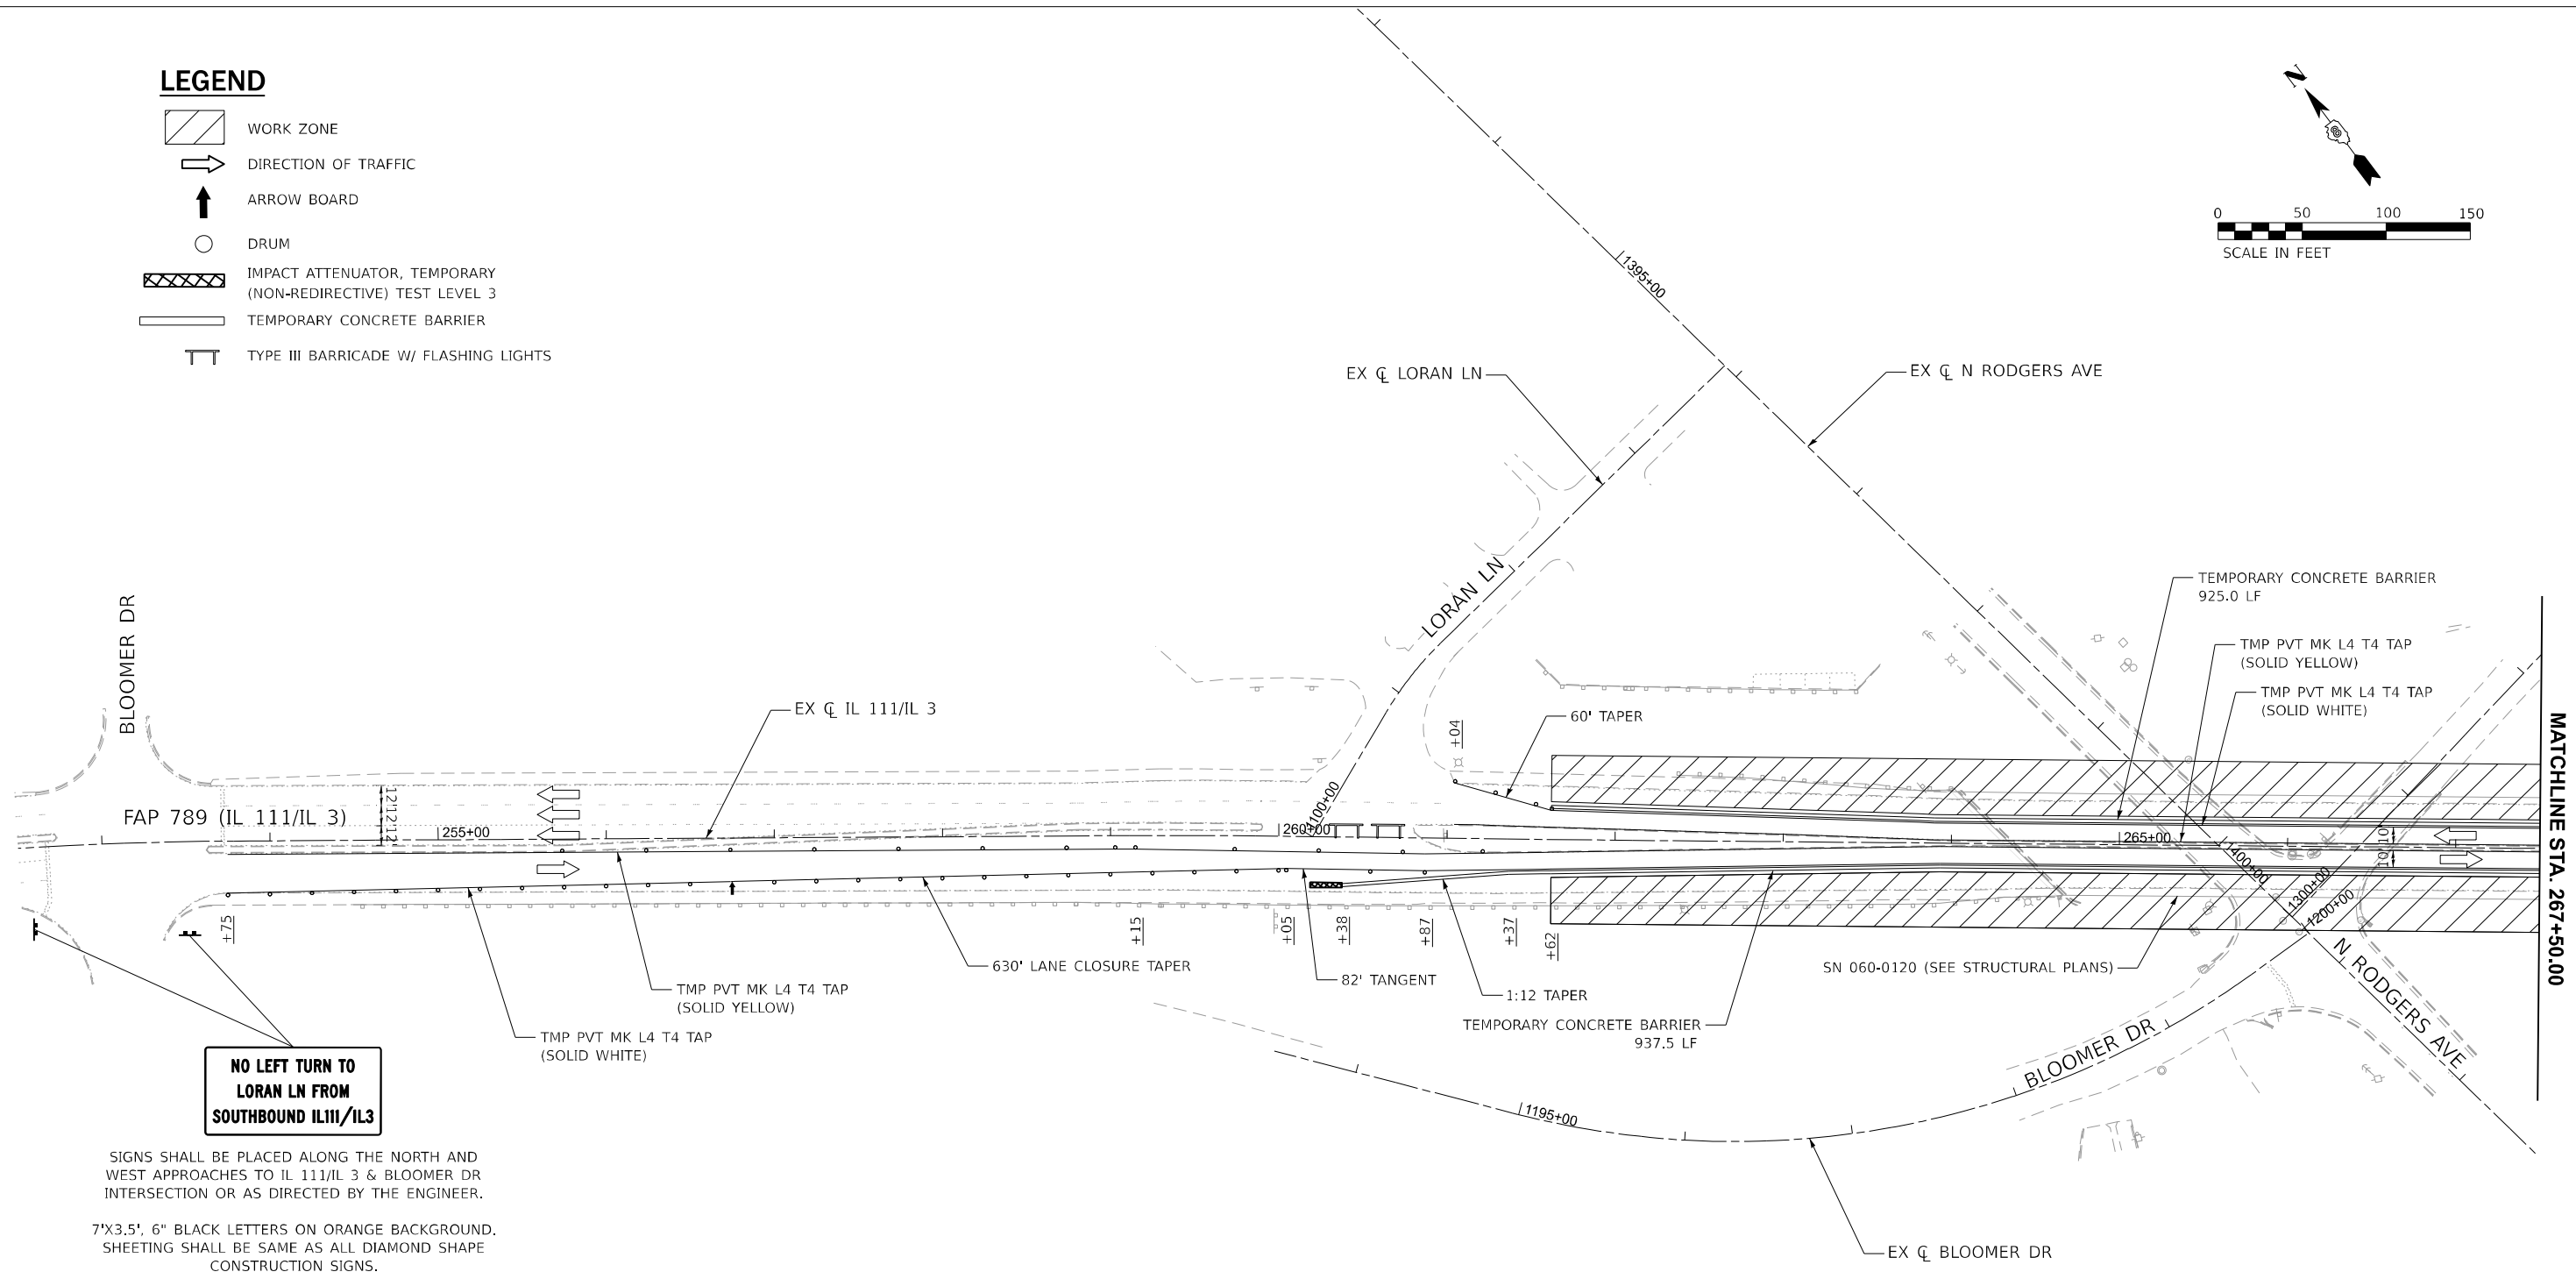 LEGEND
WORK ZONE
DIRECTION OF TRAFFIC
ARROW BOARD
DRUM
IMPACT ATTENUATOR, TEMPORARY
(NON-REDIRECTIVE) TEST LEVEL 3
TEMPORARY CONCRETE BARRIER
TYPE III BARRICADE W/ FLASHING LIGHTS
N
0 50 100 150
SCALE IN FEET
1395+00
EX ℄ LORAN LN
EX ℄ N RODGERS AVE
LORAN LN
BLOOMER DR
TEMPORARY CONCRETE BARRIER
925.0 LF
TMP PVT MK L4 T4 TAP
(SOLID YELLOW)
TMP PVT MK L4 T4 TAP
(SOLID WHITE)
EX ℄ IL 111/IL 3
60' TAPER
+04
MATCHLINE STA. 267+50.00
FAP 789 (IL 111/IL 3)
12'
12'
12'
255+00
260+00
1100+00
265+00
10'
10'
1400+00
1300+00
1200+00
+75
+15
+05
+38
+87
+37
+62
630' LANE CLOSURE TAPER
82' TANGENT
1:12 TAPER
SN 060-0120 (SEE STRUCTURAL PLANS)
TMP PVT MK L4 T4 TAP
(SOLID YELLOW)
TMP PVT MK L4 T4 TAP
(SOLID WHITE)
TEMPORARY CONCRETE BARRIER
937.5 LF
N RODGERS AVE
BLOOMER DR
1195+00
EX ℄ BLOOMER DR
NO LEFT TURN TO
LORAN LN FROM
SOUTHBOUND IL111/IL3
SIGNS SHALL BE PLACED ALONG THE NORTH AND
WEST APPROACHES TO IL 111/IL 3 & BLOOMER DR
INTERSECTION OR AS DIRECTED BY THE ENGINEER.
7'X3.5', 6" BLACK LETTERS ON ORANGE BACKGROUND.
SHEETING SHALL BE SAME AS ALL DIAMOND SHAPE
CONSTRUCTION SIGNS.